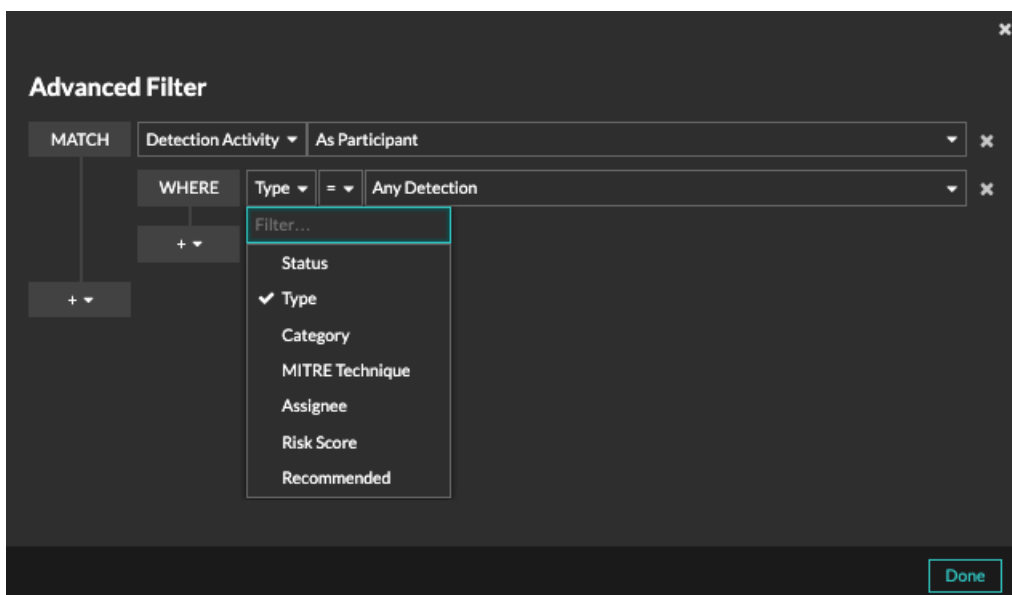 Advanced Filter
MATCH Detection Activity As Participant
WHERE Type = Any Detection
Filter...
+
Status
+
Type
Category
MITRE Technique
Assignee
Risk Score
Recommended
Done